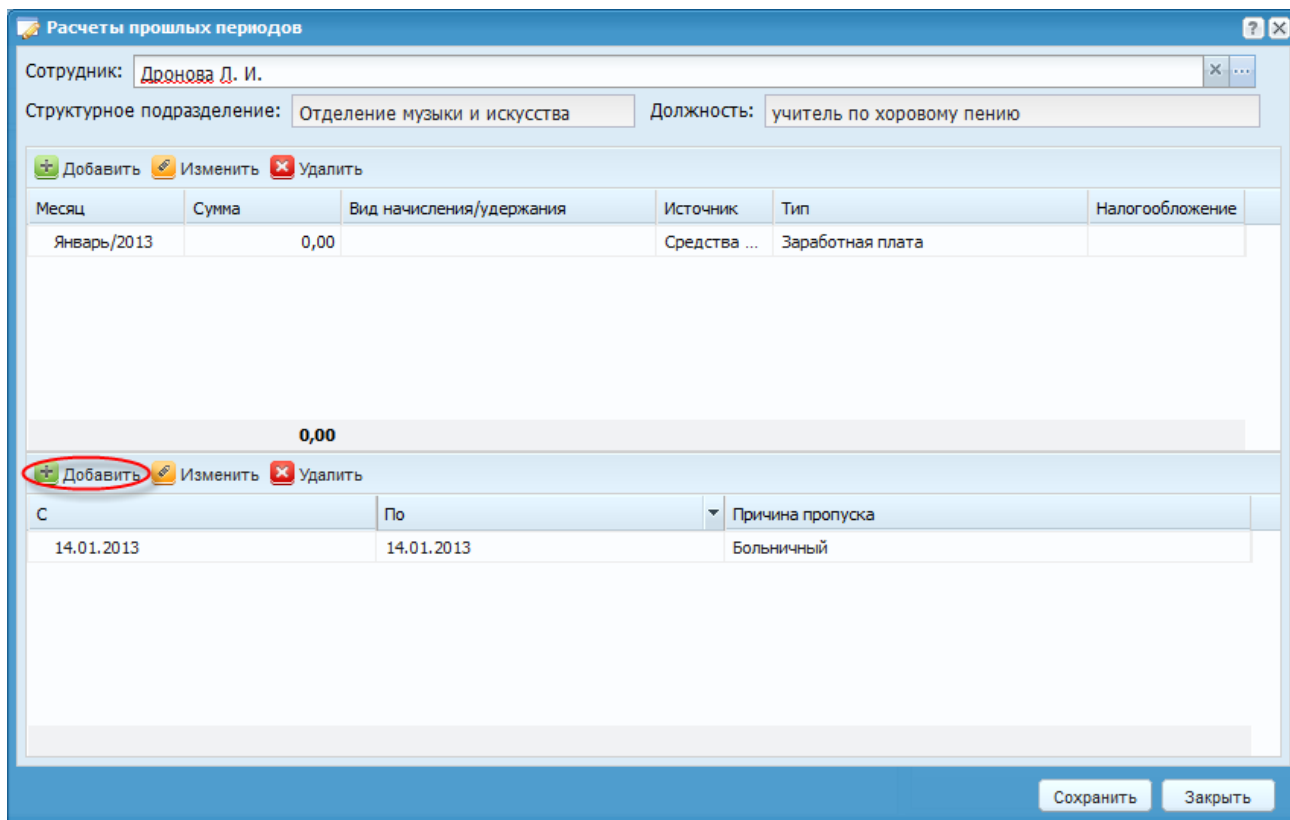 Расчеты прошлых периодов
Сотрудник: Дронова Л. И.
Структурное подразделение: Отделение музыки и искусства Должность: учитель по хоровому пению
Добавить Изменить Удалить
Месяц Сумма Вид начисления/удержания Источник Тип Налогообложение
Январь/2013 0,00 Средства ... Заработная плата
0,00
Добавить Изменить Удалить
С По Причина пропуска
14.01.2013 14.01.2013 Больничный
Сохранить Закрыть